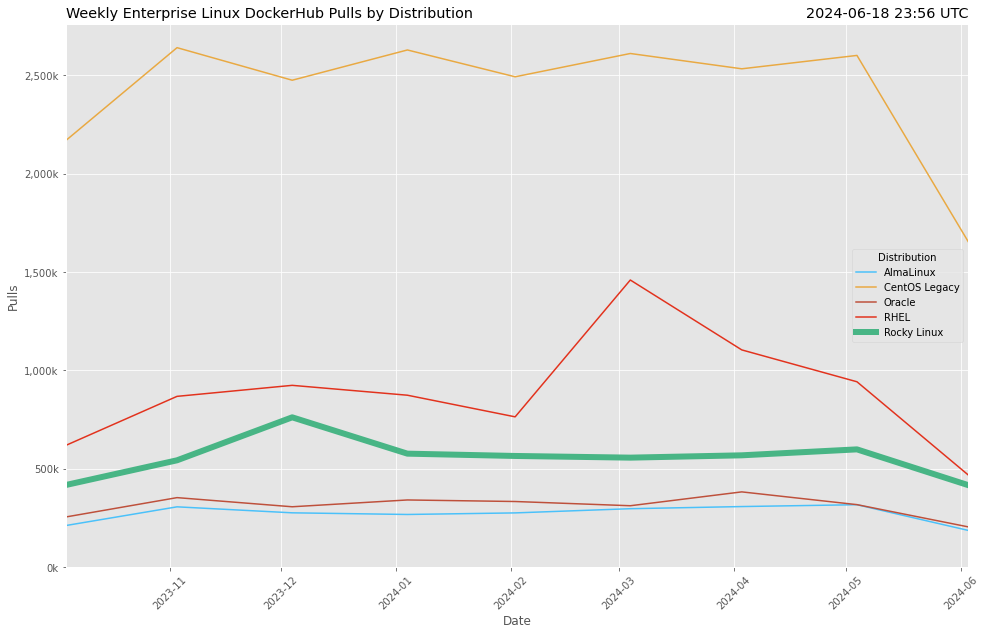 Weekly Enterprise Linux DockerHub Pulls by Distribution
2024-06-18 23:56 UTC
2,500k
2,000k
1,500k
1,000k
500k
0k
Pulls
Distribution
AlmaLinux
CentOS Legacy
Oracle
RHEL
Rocky Linux
2023-11
2023-12
2024-01
2024-02
2024-03
2024-04
2024-05
2024-06
Date